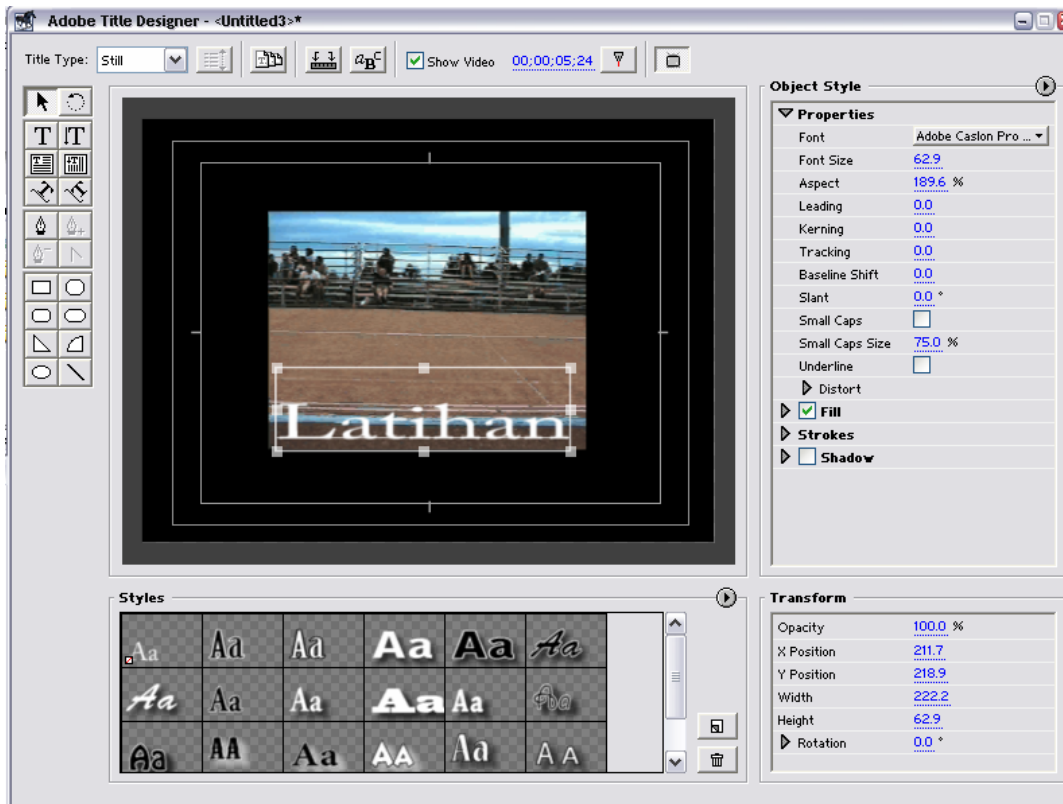 Adobe Title Designer - <Untitled3>*
Title Type: Still Show Video 00;00;05;24
T T
Latihan
Object Style
Properties
Font Adobe Caslon Pro ...
Font Size 62.9
Aspect 189.6 %
Leading 0.0
Kerning 0.0
Tracking 0.0
Baseline Shift 0.0
Slant 0.0 °
Small Caps
Small Caps Size 75.0 %
Underline
Distort
Fill
Strokes
Shadow
Styles
Aa Aa Aa Aa Aa Aa
Aa Aa Aa Aa Aa Aa
Aa AA Aa AA Ad AA
Transform
Opacity 100.0 %
X Position 211.7
Y Position 218.9
Width 222.2
Height 62.9
Rotation 0.0 °